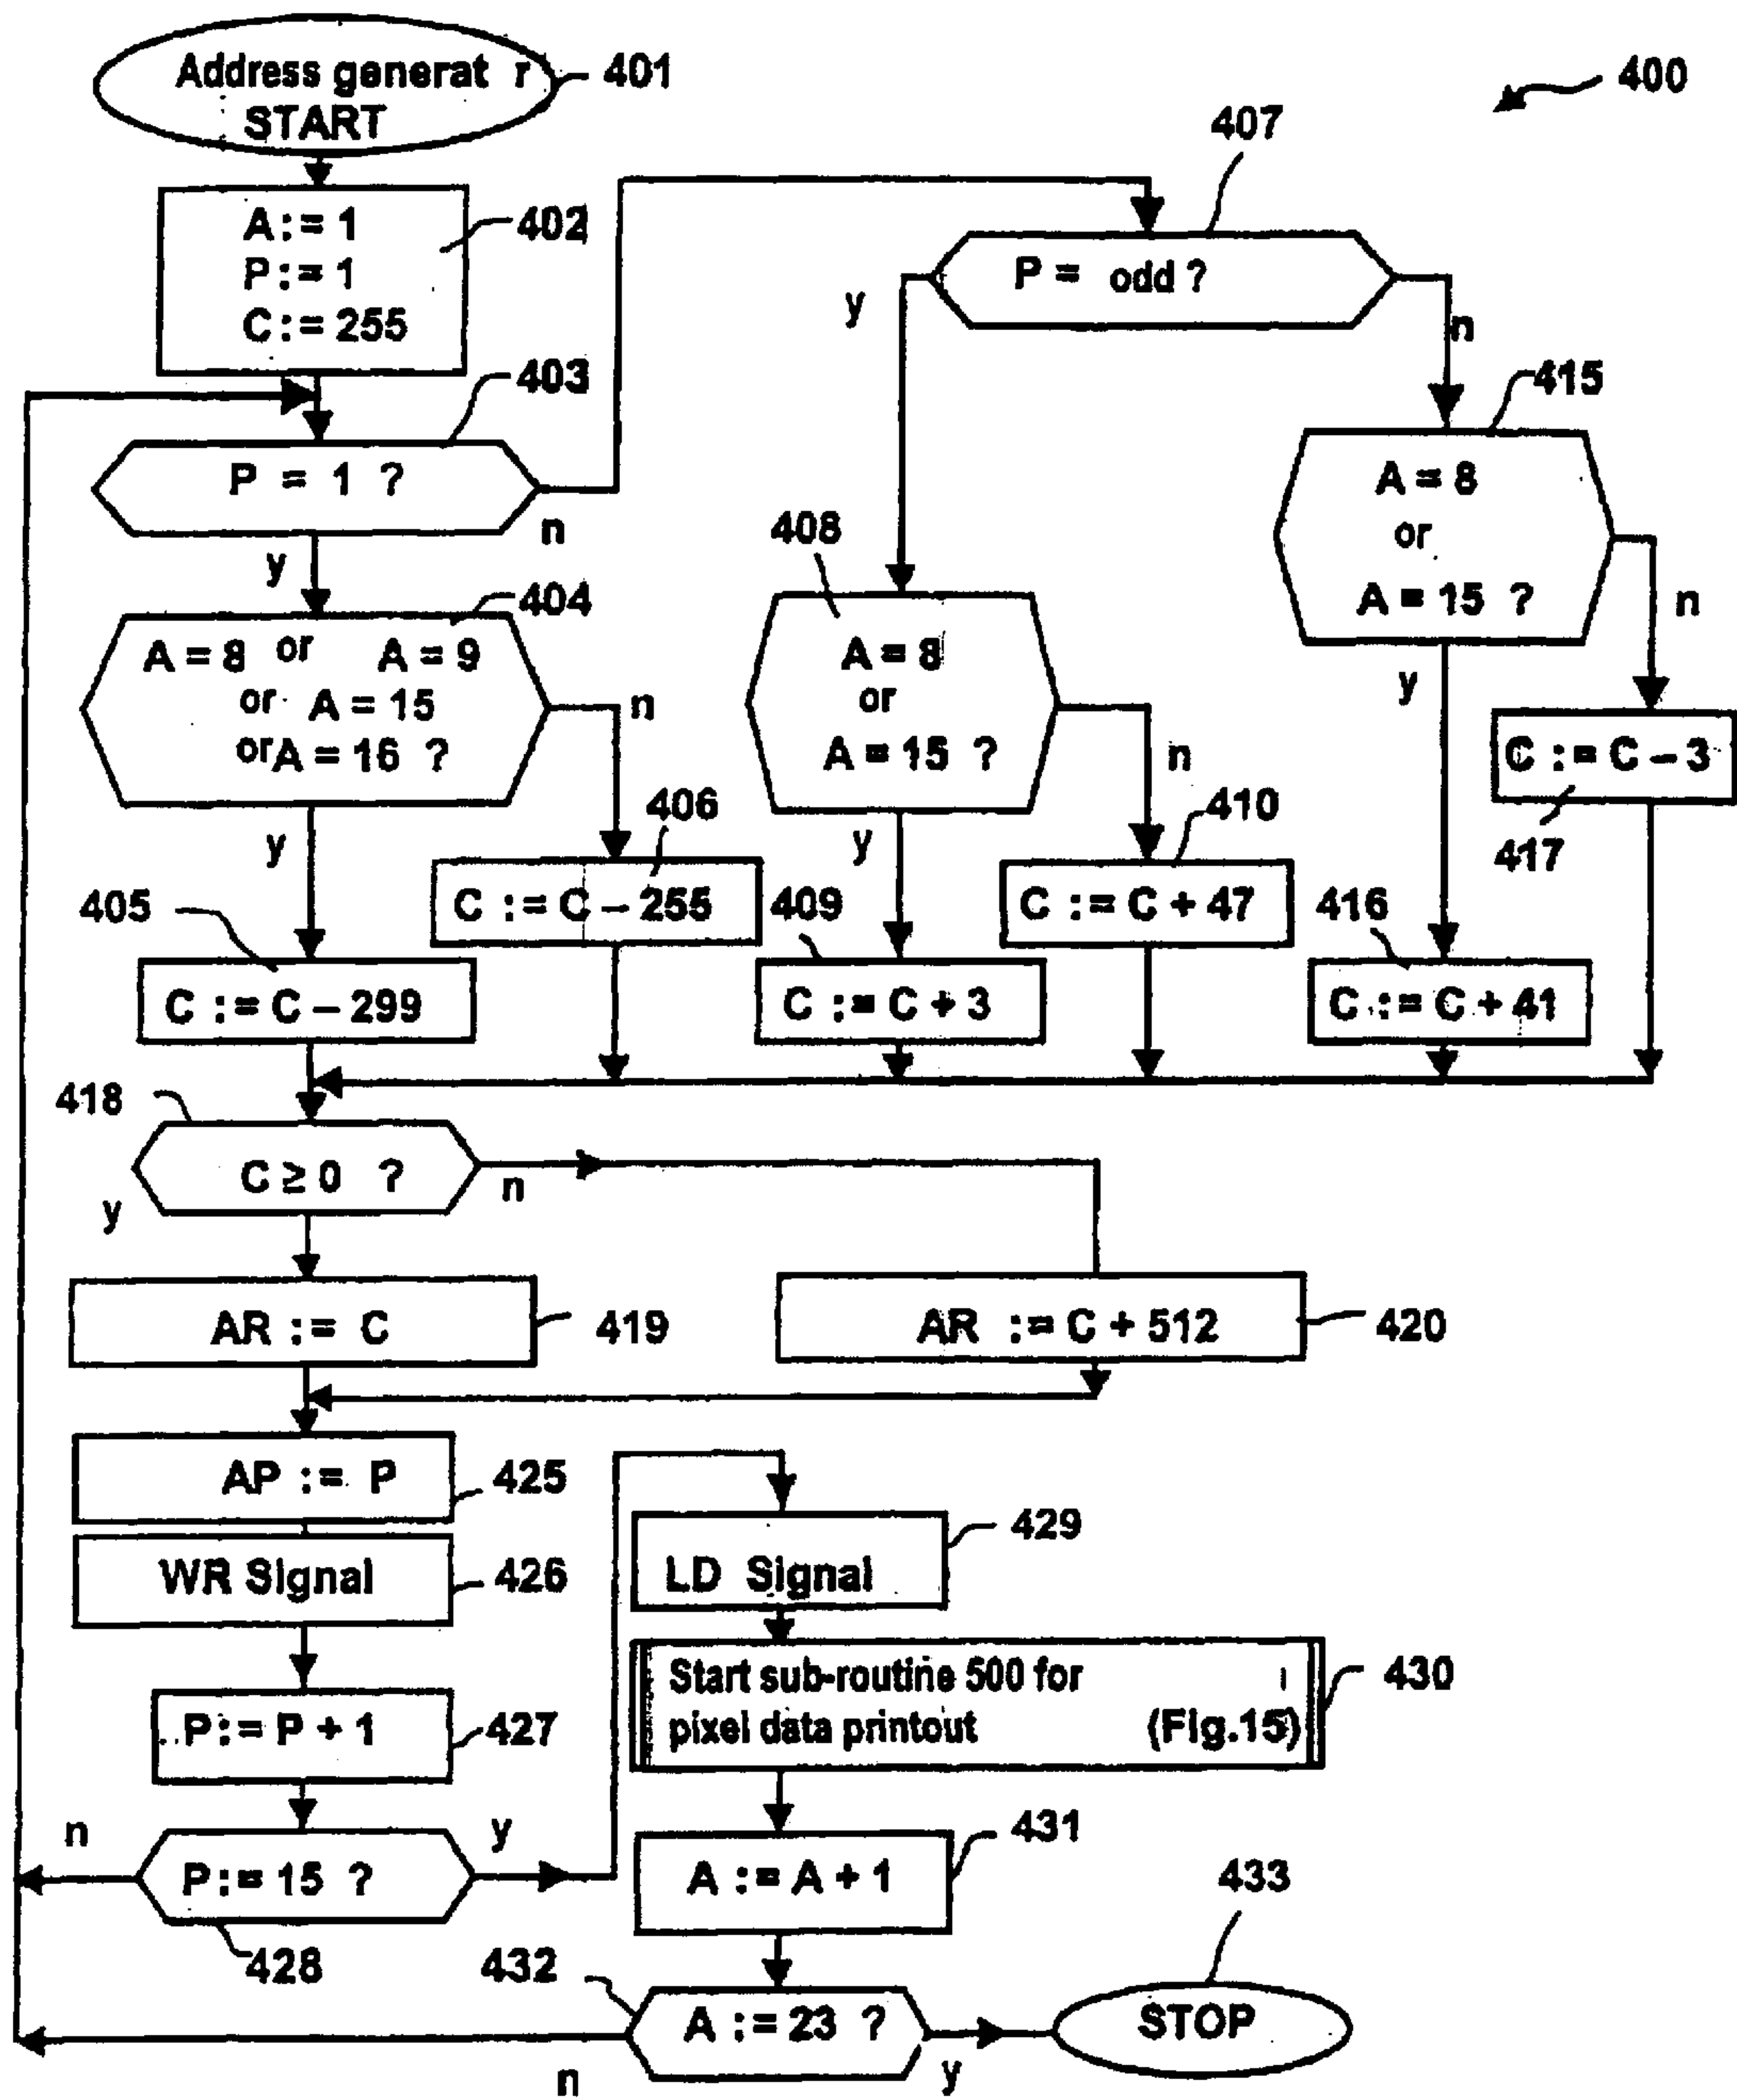 Address generat r
START
401
400
A := 1
P := 1
C := 255
402
407
P = odd ?
y
n
403
P = 1 ?
n
y
415
A = 8
or
A = 15 ?
n
y
404
A = 8 or A = 9
or A = 15
or A = 16 ?
n
y
408
A = 8
or
A = 15 ?
n
y
C := C – 3
417
406
C := C – 255
410
C := C + 47
405
C := C – 299
409
C := C + 3
416
C := C + 41
418
C ≥ 0 ?
n
y
AR := C
419
AR := C + 512
420
AP := P
425
WR Signal
426
LD Signal
429
Start sub-routine 500 for
pixel data printout (Fig.15)
430
P := P + 1
427
n
P := 15 ?
y
428
A := A + 1
431
432
A := 23 ?
n
y
433
STOP